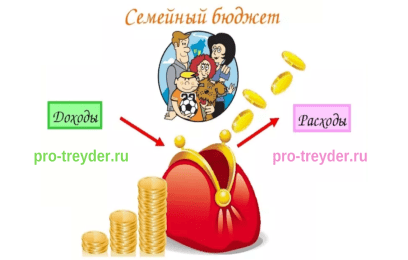 Семейный бюджет
Доходы
Расходы
pro-treyder.ru
pro-treyder.ru